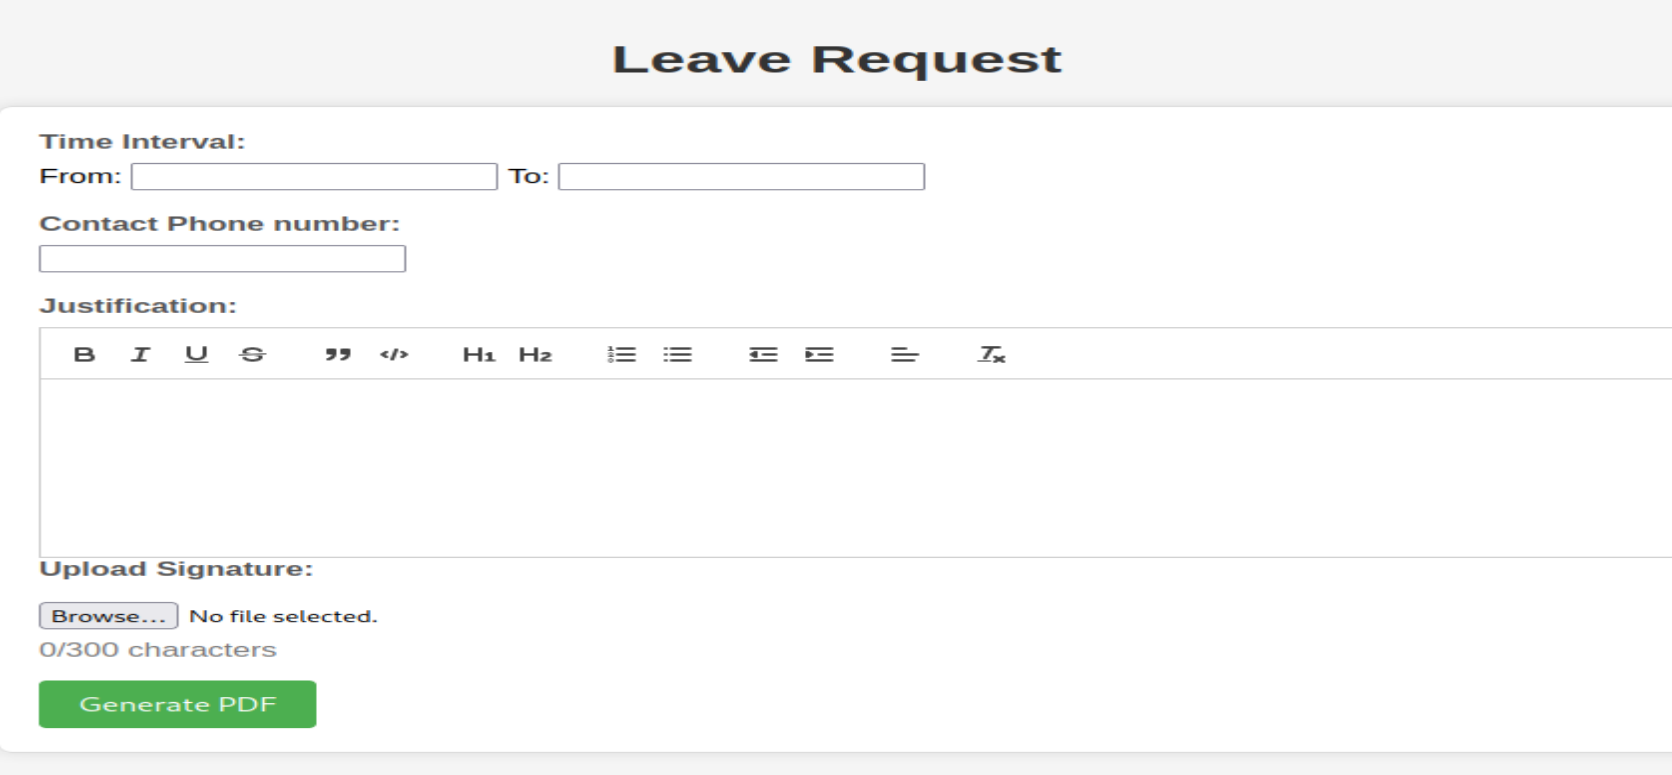 Leave Request
Time Interval:
From: To:
Contact Phone number:
Justification:
B I U S ❞ </> H1 H2
Upload Signature:
Browse... No file selected.
0/300 characters
Generate PDF